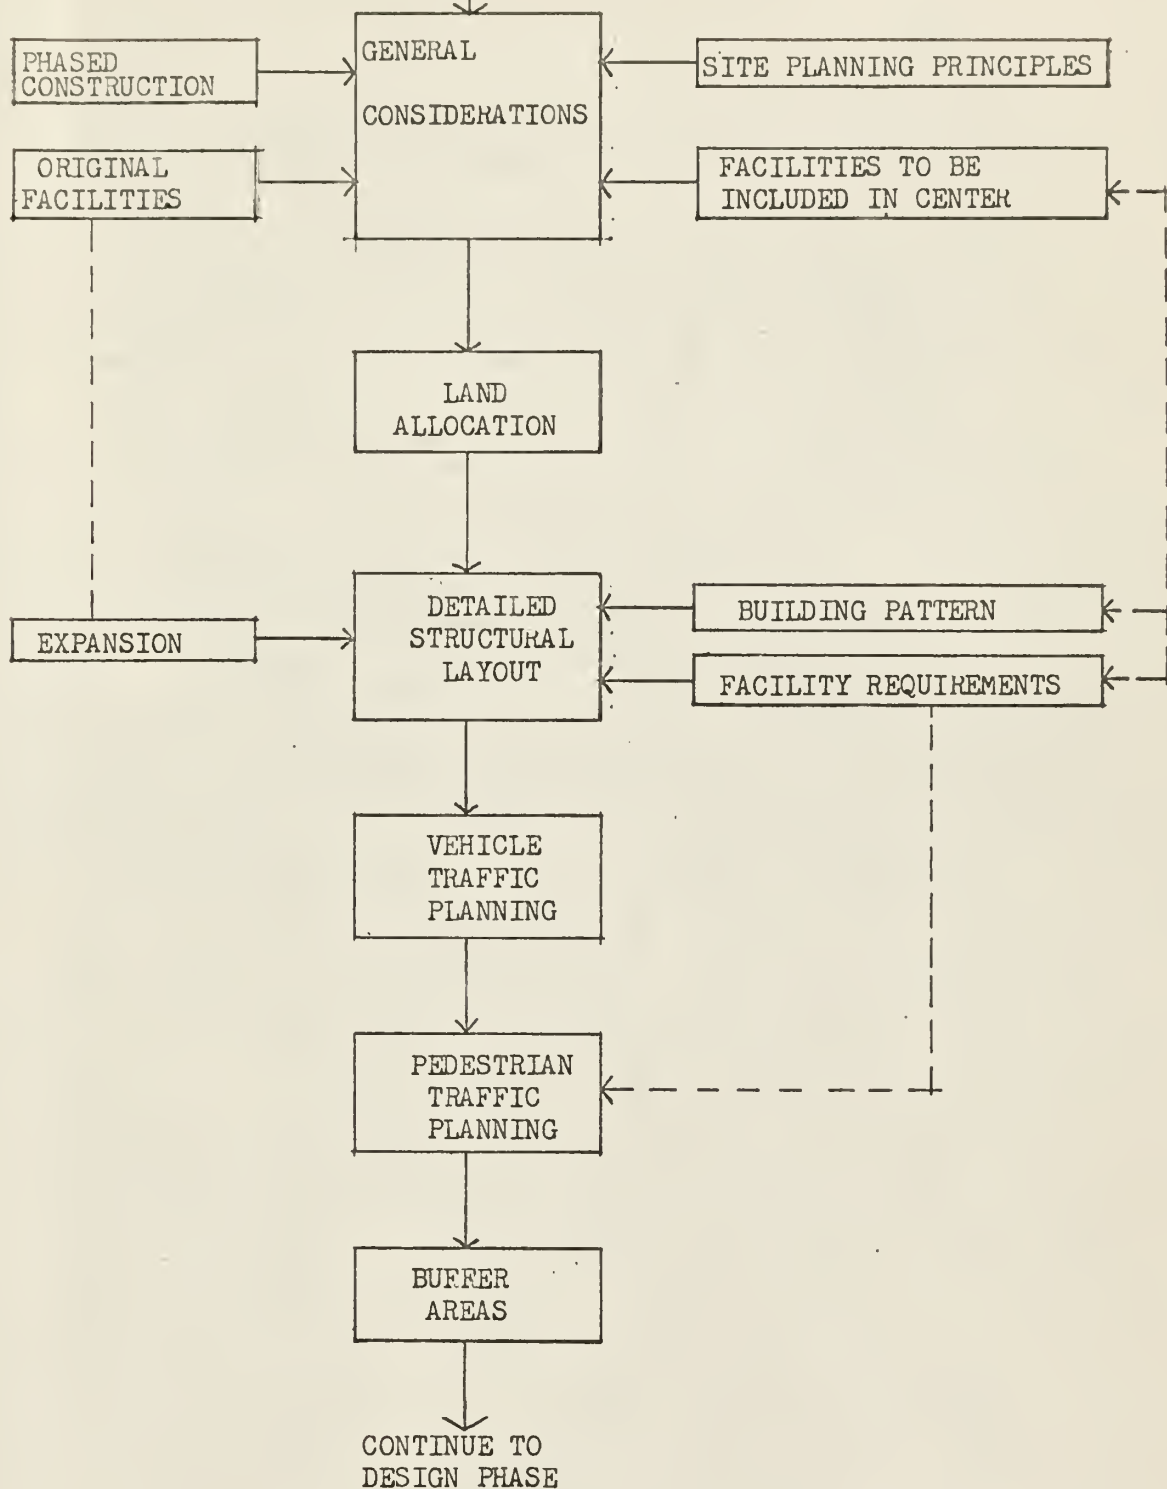 PHASED
CONSTRUCTION
GENERAL
CONSIDERATIONS
SITE PLANNING PRINCIPLES
ORIGINAL
FACILITIES
FACILITIES TO BE
INCLUDED IN CENTER
LAND
ALLOCATION
EXPANSION
DETAILED
STRUCTURAL
LAYOUT
BUILDING PATTERN
FACILITY REQUIREMENTS
VEHICLE
TRAFFIC
PLANNING
PEDESTRIAN
TRAFFIC
PLANNING
BUFFER
AREAS
CONTINUE TO
DESIGN PHASE